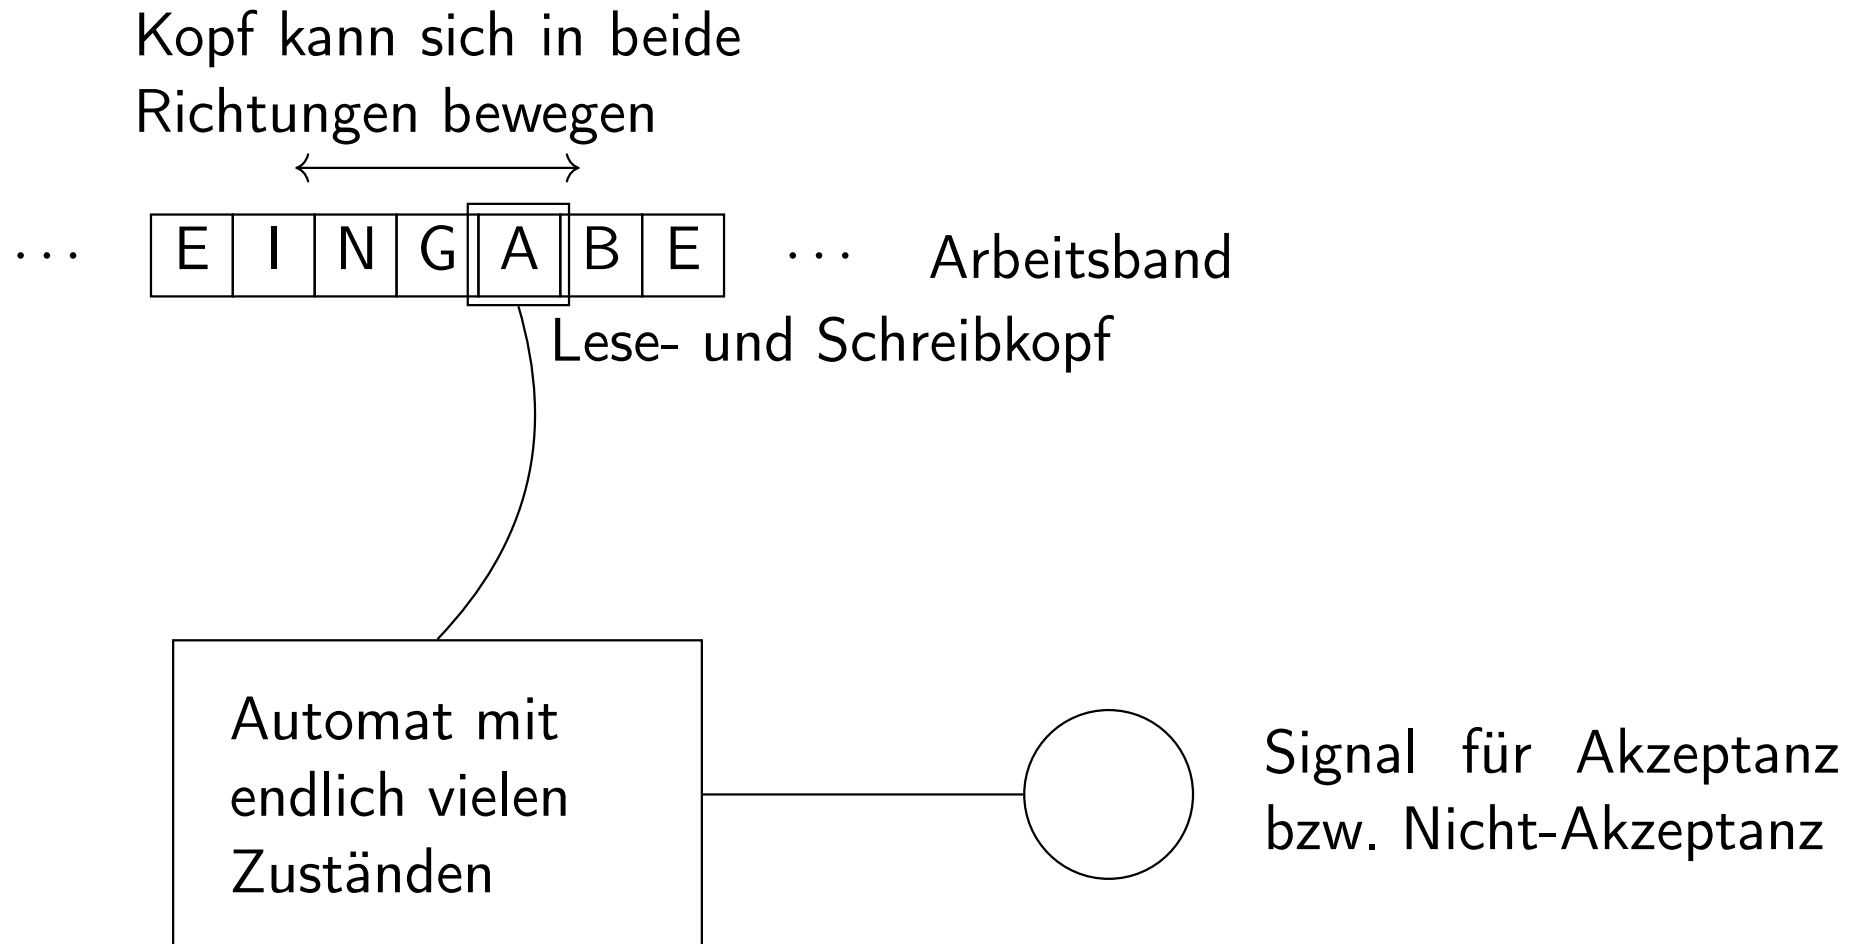 Kopf kann sich in beide
Richtungen bewegen
··· E I N G A B E ··· Arbeitsband
Lese- und Schreibkopf
Automat mit
endlich vielen
Zuständen
Signal für Akzeptanz
bzw. Nicht-Akzeptanz